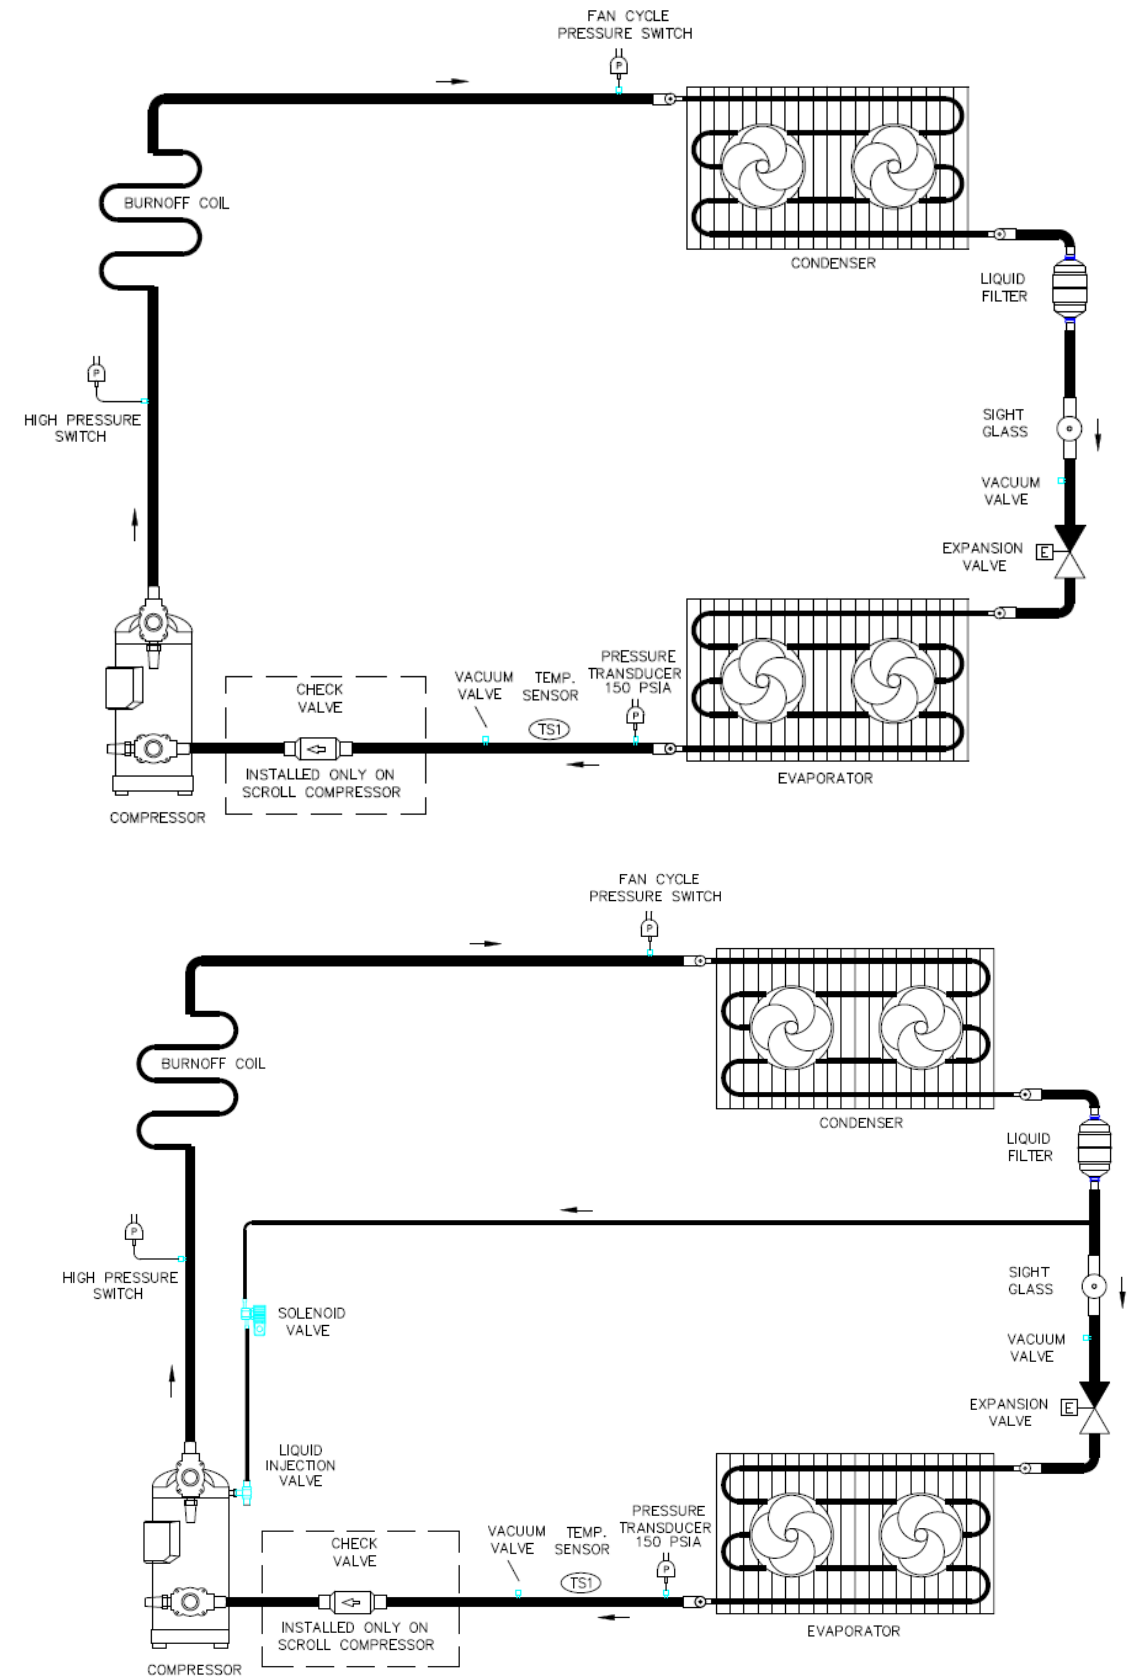 FAN CYCLE
PRESSURE SWITCH
P
BURNOFF COIL
CONDENSER
LIQUID
FILTER
P
HIGH PRESSURE
SWITCH
SIGHT
GLASS
VACUUM
VALVE
EXPANSION
VALVE
E
CHECK
VALVE
VACUUM
VALVE
TEMP.
SENSOR
PRESSURE
TRANSDUCER
150 PSIA
P
TS1
INSTALLED ONLY ON
SCROLL COMPRESSOR
EVAPORATOR
COMPRESSOR
FAN CYCLE
PRESSURE SWITCH
P
BURNOFF COIL
CONDENSER
LIQUID
FILTER
P
HIGH PRESSURE
SWITCH
SIGHT
GLASS
SOLENOID
VALVE
VACUUM
VALVE
EXPANSION
VALVE
E
LIQUID
INJECTION
VALVE
CHECK
VALVE
VACUUM
VALVE
TEMP.
SENSOR
PRESSURE
TRANSDUCER
150 PSIA
P
TS1
INSTALLED ONLY ON
SCROLL COMPRESSOR
EVAPORATOR
COMPRESSOR